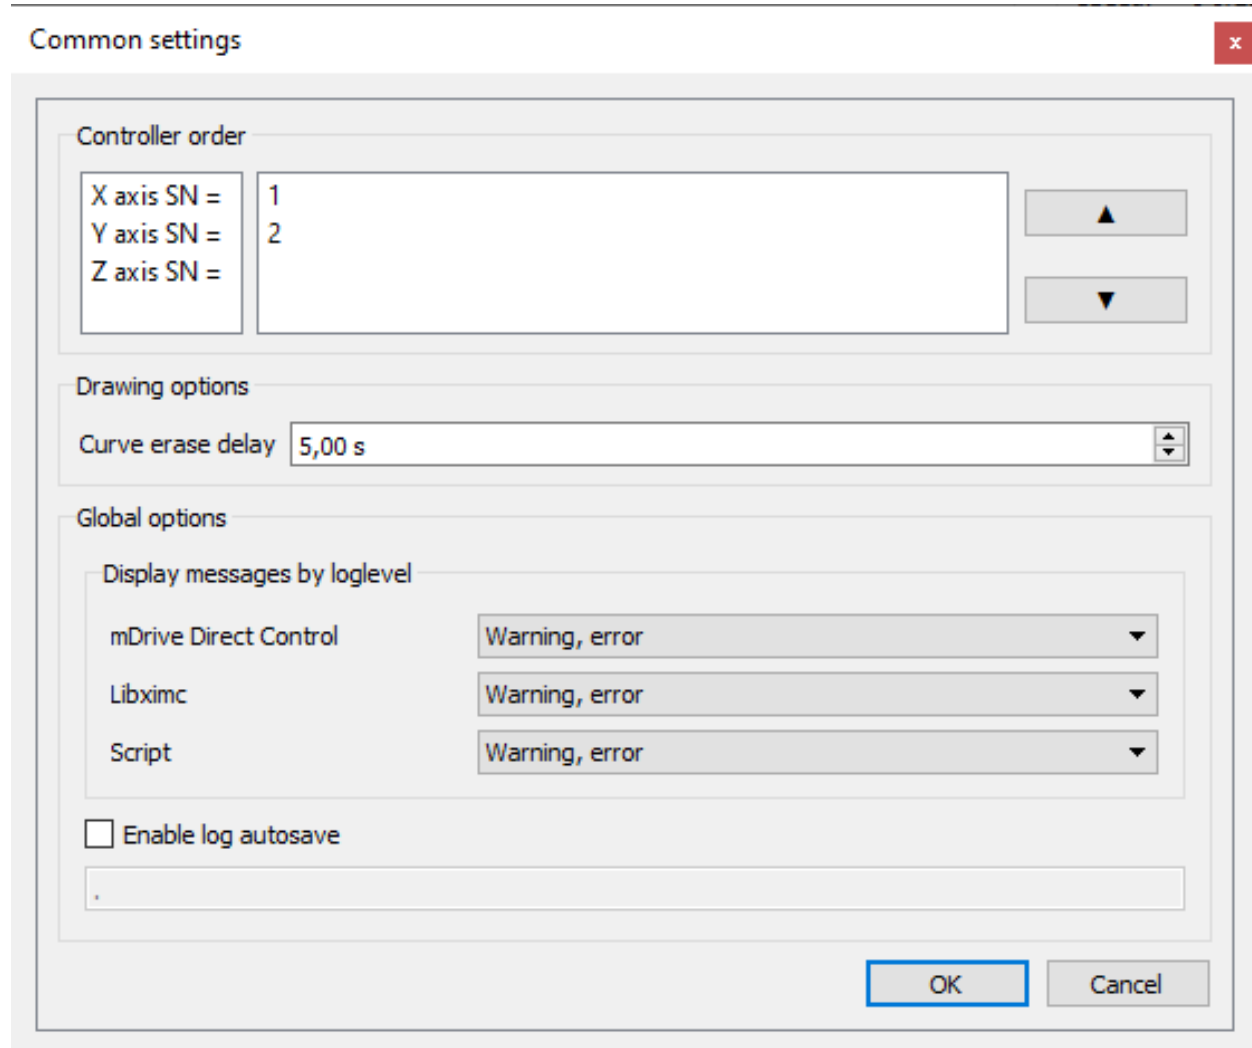 Common settings
x
Controller order
X axis SN = 1
Y axis SN = 2
Z axis SN =
▲
▼
Drawing options
Curve erase delay 5,00 s
Global options
Display messages by loglevel
mDrive Direct Control Warning, error
Libximc Warning, error
Script Warning, error
Enable log autosave
.
OK Cancel